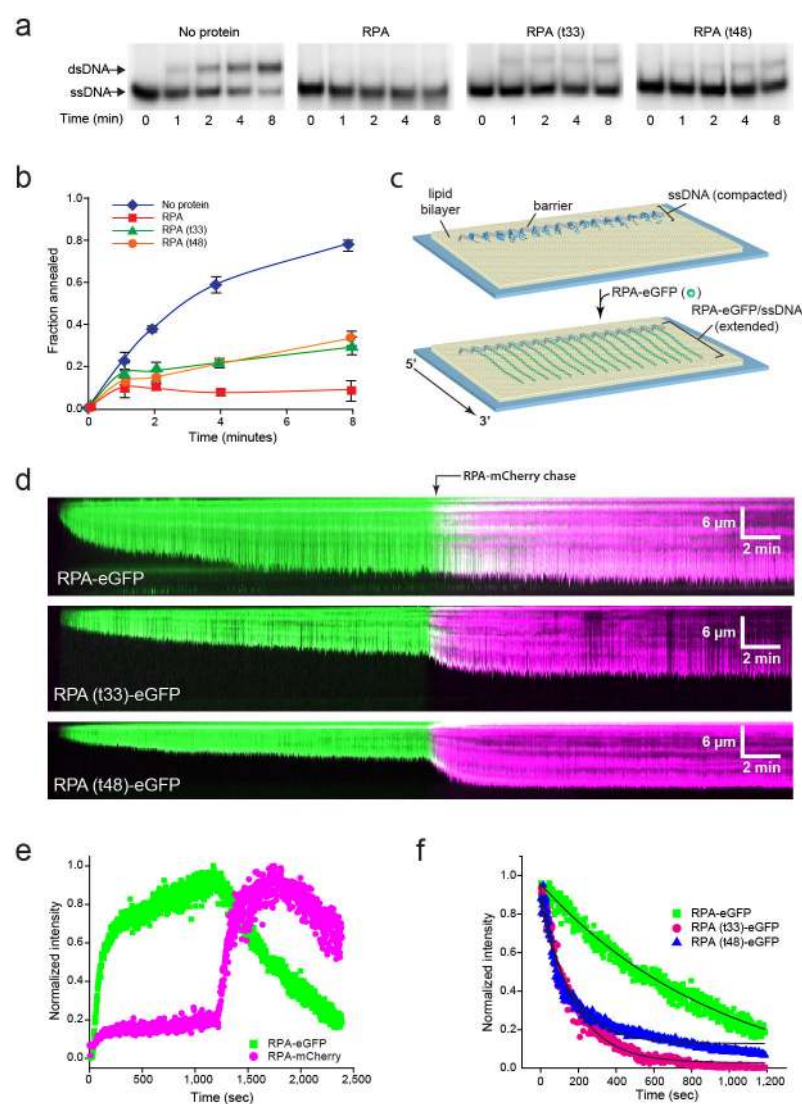 a
No protein
RPA
RPA (t33)
RPA (t48)
dsDNA
ssDNA
Time (min)
0 1 2 4 8
0 1 2 4 8
0 1 2 4 8
0 1 2 4 8
b
No protein
RPA
RPA (t33)
RPA (t48)
Fraction annealed
1.0
0.8
0.6
0.4
0.2
0.0
0 2 4 6 8
Time (minutes)
c
lipid
bilayer
barrier
ssDNA (compacted)
RPA-eGFP ( )
RPA-eGFP/ssDNA
(extended)
5'
3'
d
RPA-mCherry chase
6 µm
2 min
RPA-eGFP
6 µm
2 min
RPA (t33)-eGFP
6 µm
2 min
RPA (t48)-eGFP
e
Normalized intensity
1.0
0.8
0.6
0.4
0.2
0.0
RPA-eGFP
RPA-mCherry
0 500 1,000 1,500 2,000 2,500
Time (sec)
f
Normalized intensity
1.0
0.8
0.6
0.4
0.2
0.0
RPA-eGFP
RPA (t33)-eGFP
RPA (t48)-eGFP
0 200 400 600 800 1,000 1,200
Time (sec)